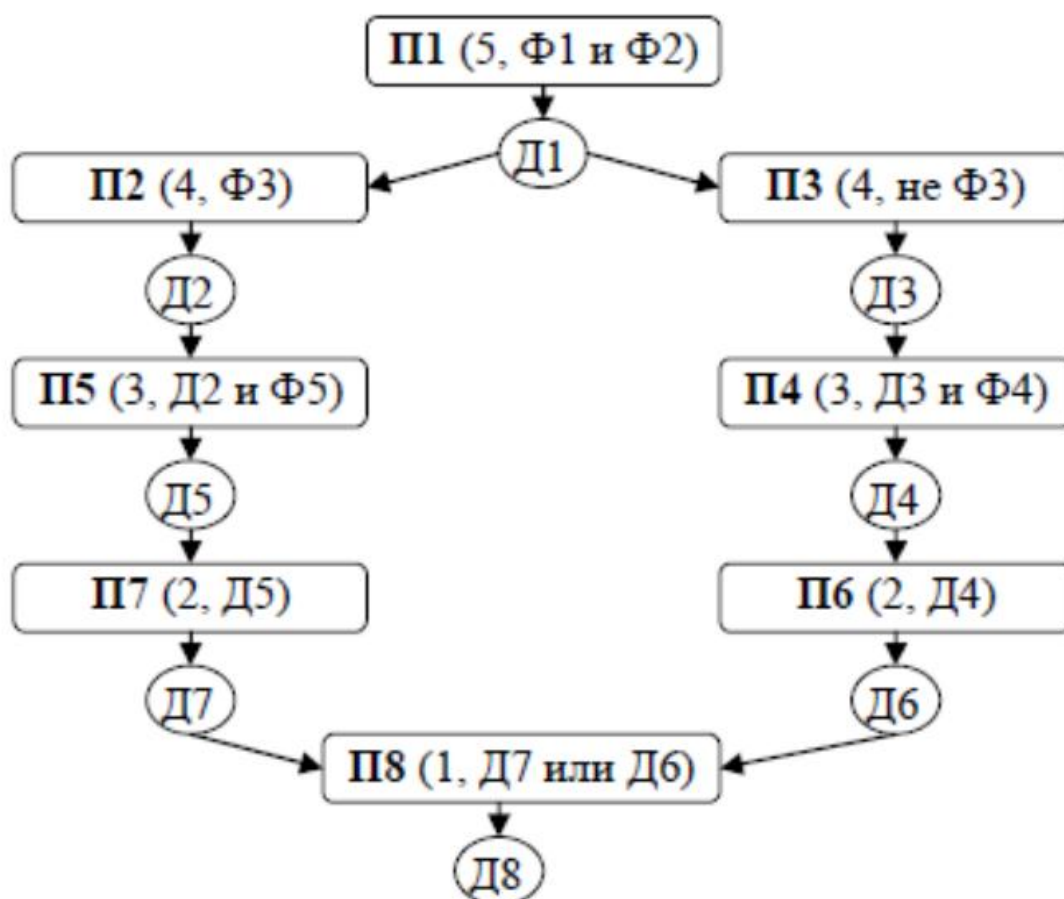 П1 (5, Ф1 и Ф2)
Д1
П2 (4, Ф3)
П3 (4, не Ф3)
Д2
Д3
П5 (3, Д2 и Ф5)
П4 (3, Д3 и Ф4)
Д5
Д4
П7 (2, Д5)
П6 (2, Д4)
Д7
Д6
П8 (1, Д7 или Д6)
Д8